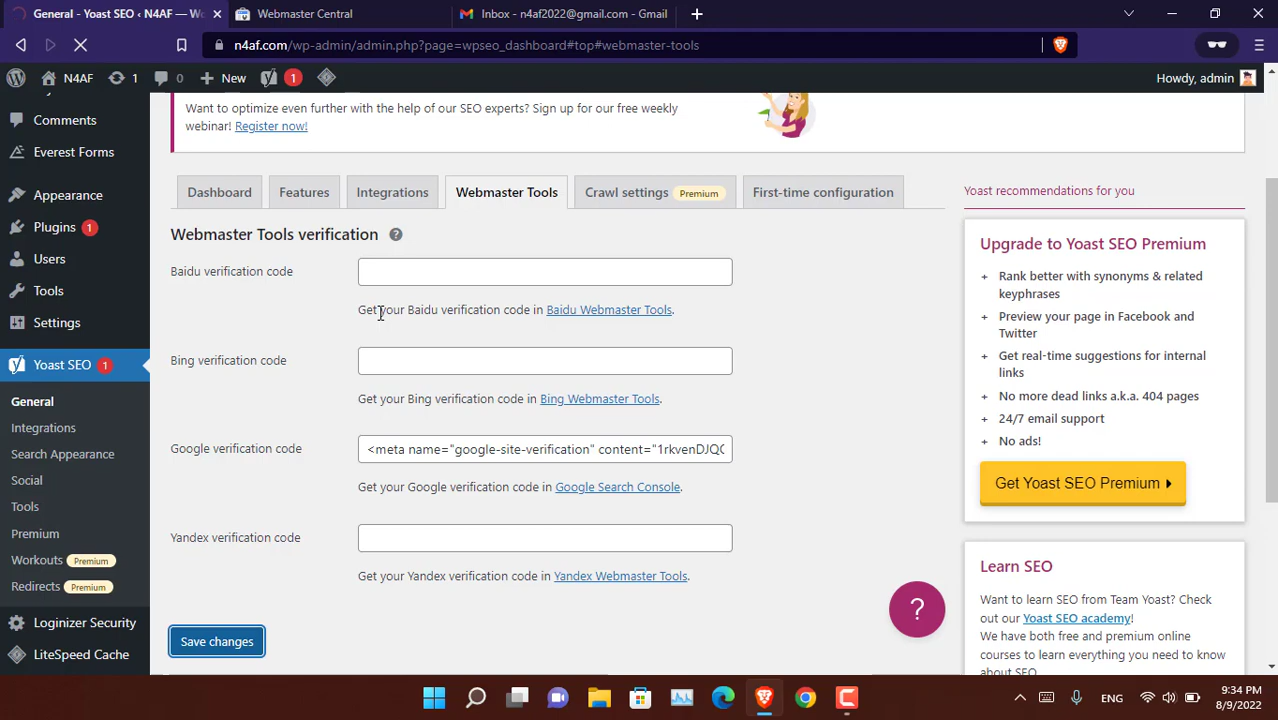 General - Yoast SEO ‹ N4AF — Wo
Webmaster Central
Inbox - n4af2022@gmail.com - Gmail
n4af.com/wp-admin/admin.php?page=wpseo_dashboard#top#webmaster-tools
N4AF
1
0
New
1
Howdy, admin
Comments
Everest Forms
Appearance
Plugins 1
Users
Tools
Settings
Yoast SEO 1
General
Integrations
Search Appearance
Social
Tools
Premium
Workouts Premium
Redirects Premium
Loginizer Security
LiteSpeed Cache
Want to optimize even further with the help of our SEO experts? Sign up for our free weekly
webinar! Register now!
Dashboard
Features
Integrations
Webmaster Tools
Crawl settings Premium
First-time configuration
Webmaster Tools verification ?
Baidu verification code
Get your Baidu verification code in Baidu Webmaster Tools.
Bing verification code
Get your Bing verification code in Bing Webmaster Tools.
Google verification code
<meta name="google-site-verification" content="1rkvenDJQ
Get your Google verification code in Google Search Console.
Yandex verification code
Get your Yandex verification code in Yandex Webmaster Tools.
Save changes
?
Yoast recommendations for you
Upgrade to Yoast SEO Premium
+ Rank better with synonyms & related
keyphrases
+ Preview your page in Facebook and
Twitter
+ Get real-time suggestions for internal
links
+ No more dead links a.k.a. 404 pages
+ 24/7 email support
+ No ads!
Get Yoast SEO Premium
Learn SEO
Want to learn SEO from Team Yoast? Check
out our Yoast SEO academy!
We have both free and premium online
courses to learn everything you need to know
about SEO.
ENG
9:34 PM
8/9/2022